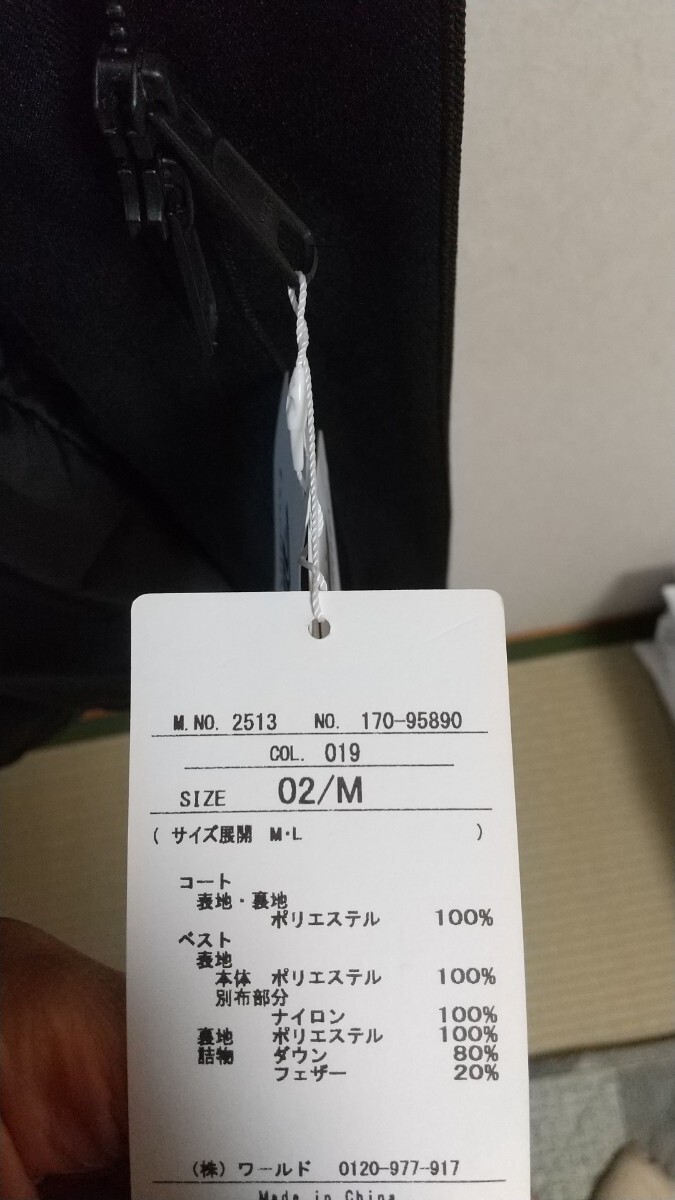 M.NO. 2513 NO. 170-95890
COL. 019
SIZE 02/M
( サイズ展開 M・L )
コート
表地・裏地
ポリエステル 100%
ベスト
表地
本体 ポリエステル 100%
別布部分
ナイロン 100%
裏地 ポリエステル 100%
詰物 ダウン 80%
フェザー 20%
(株) ワールド 0120-977-917
Made in China